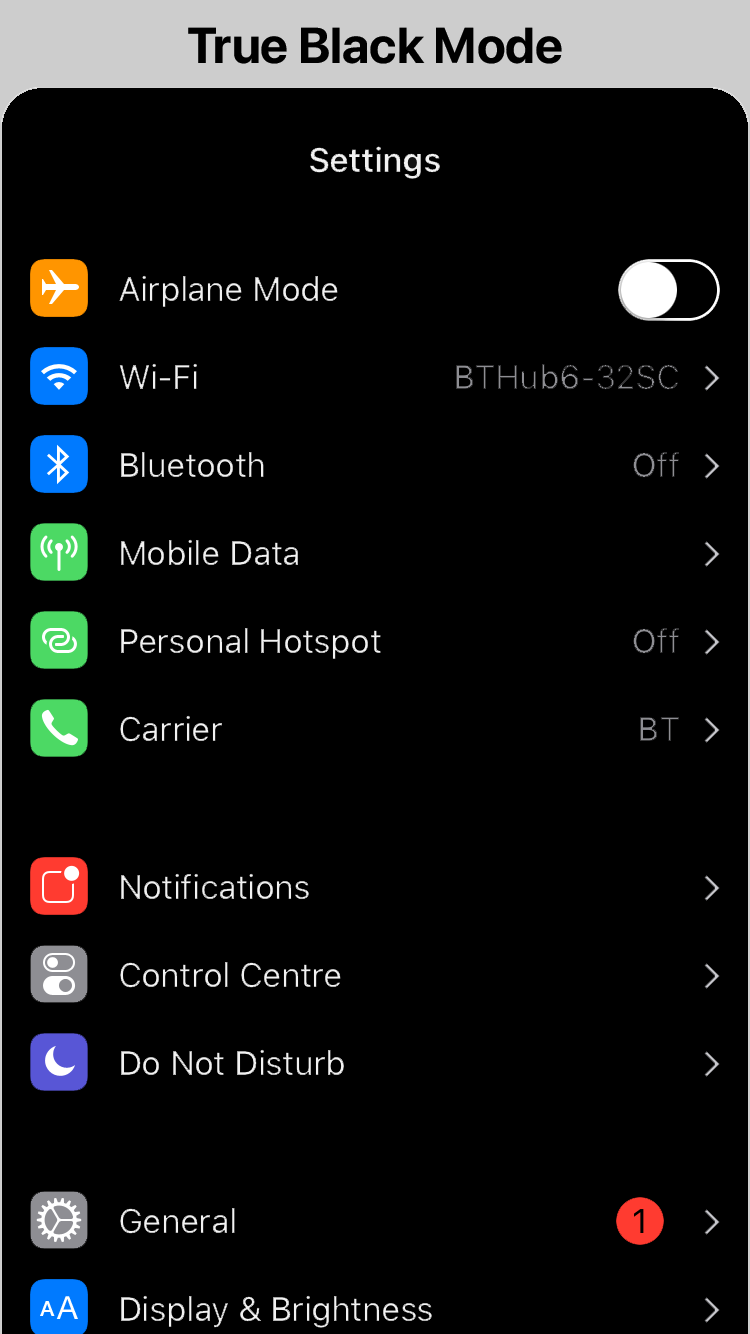 True Black Mode
Settings
Airplane Mode
Wi-Fi BTHub6-32SC
Bluetooth Off
Mobile Data
Personal Hotspot Off
Carrier BT
Notifications
Control Centre
Do Not Disturb
General 1
AA Display & Brightness